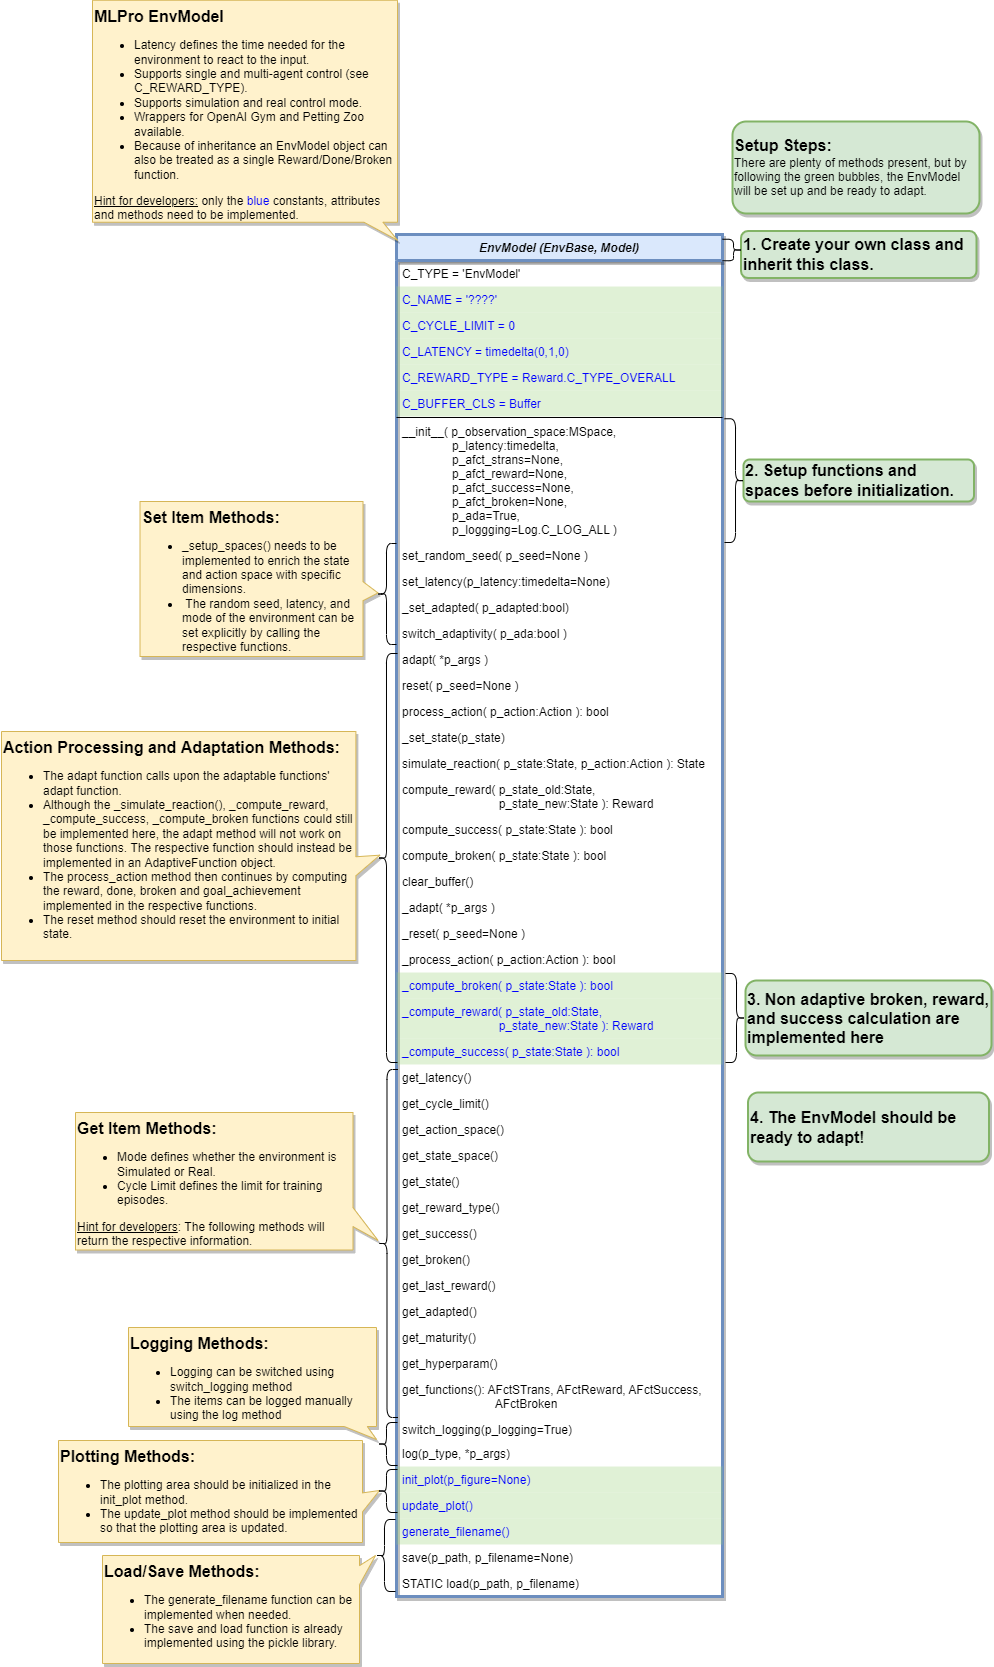 MLPro EnvModel
Latency defines the time needed for the
environment to react to the input.
Supports single and multi-agent control (see
C_REWARD_TYPE).
Supports simulation and real control mode.
Wrappers for OpenAI Gym and Petting Zoo
available.
Because of inheritance an EnvModel object can
also be treated as a single Reward/Done/Broken
function.
Hint for developers: only the blue constants, attributes
and methods need to be implemented.
Setup Steps:
There are plenty of methods present, but by
following the green bubbles, the EnvModel
will be set up and be ready to adapt.
EnvModel (EnvBase, Model)
1. Create your own class and
inherit this class.
C_TYPE = 'EnvModel'
C_NAME = '????'
C_CYCLE_LIMIT = 0
C_LATENCY = timedelta(0,1,0)
C_REWARD_TYPE = Reward.C_TYPE_OVERALL
C_BUFFER_CLS = Buffer
__init__( p_observation_space:MSpace,
p_latency:timedelta,
p_afct_strans=None,
p_afct_reward=None,
p_afct_success=None,
p_afct_broken=None,
p_ada=True,
p_loggging=Log.C_LOG_ALL )
2. Setup functions and
spaces before initialization.
Set Item Methods:
_setup_spaces() needs to be
implemented to enrich the state
and action space with specific
dimensions.
The random seed, latency, and
mode of the environment can be
set explicitly by calling the
respective functions.
set_random_seed( p_seed=None )
set_latency(p_latency:timedelta=None)
_set_adapted( p_adapted:bool)
switch_adaptivity( p_ada:bool )
adapt( *p_args )
reset( p_seed=None )
process_action( p_action:Action ): bool
_set_state(p_state)
simulate_reaction( p_state:State, p_action:Action ): State
compute_reward( p_state_old:State,
p_state_new:State ): Reward
compute_success( p_state:State ): bool
compute_broken( p_state:State ): bool
clear_buffer()
_adapt( *p_args )
_reset( p_seed=None )
_process_action( p_action:Action ): bool
_compute_broken( p_state:State ): bool
_compute_reward( p_state_old:State,
p_state_new:State ): Reward
_compute_success( p_state:State ): bool
Action Processing and Adaptation Methods:
The adapt function calls upon the adaptable functions'
adapt function.
Although the _simulate_reaction(), _compute_reward,
_compute_success, _compute_broken functions could still
be implemented here, the adapt method will not work on
those functions. The respective function should instead be
implemented in an AdaptiveFunction object.
The process_action method then continues by computing
the reward, done, broken and goal_achievement
implemented in the respective functions.
The reset method should reset the environment to initial
state.
3. Non adaptive broken, reward,
and success calculation are
implemented here
4. The EnvModel should be
ready to adapt!
get_latency()
get_cycle_limit()
get_action_space()
get_state_space()
get_state()
get_reward_type()
get_success()
get_broken()
get_last_reward()
get_adapted()
get_maturity()
get_hyperparam()
get_functions(): AFctSTrans, AFctReward, AFctSuccess,
AFctBroken
Get Item Methods:
Mode defines whether the environment is
Simulated or Real.
Cycle Limit defines the limit for training
episodes.
Hint for developers: The following methods will
return the respective information.
Logging Methods:
Logging can be switched using
switch_logging method
The items can be logged manually
using the log method
switch_logging(p_logging=True)
log(p_type, *p_args)
Plotting Methods:
The plotting area should be initialized in the
init_plot method.
The update_plot method should be implemented
so that the plotting area is updated.
init_plot(p_figure=None)
update_plot()
generate_filename()
save(p_path, p_filename=None)
STATIC load(p_path, p_filename)
Load/Save Methods:
The generate_filename function can be
implemented when needed.
The save and load function is already
implemented using the pickle library.